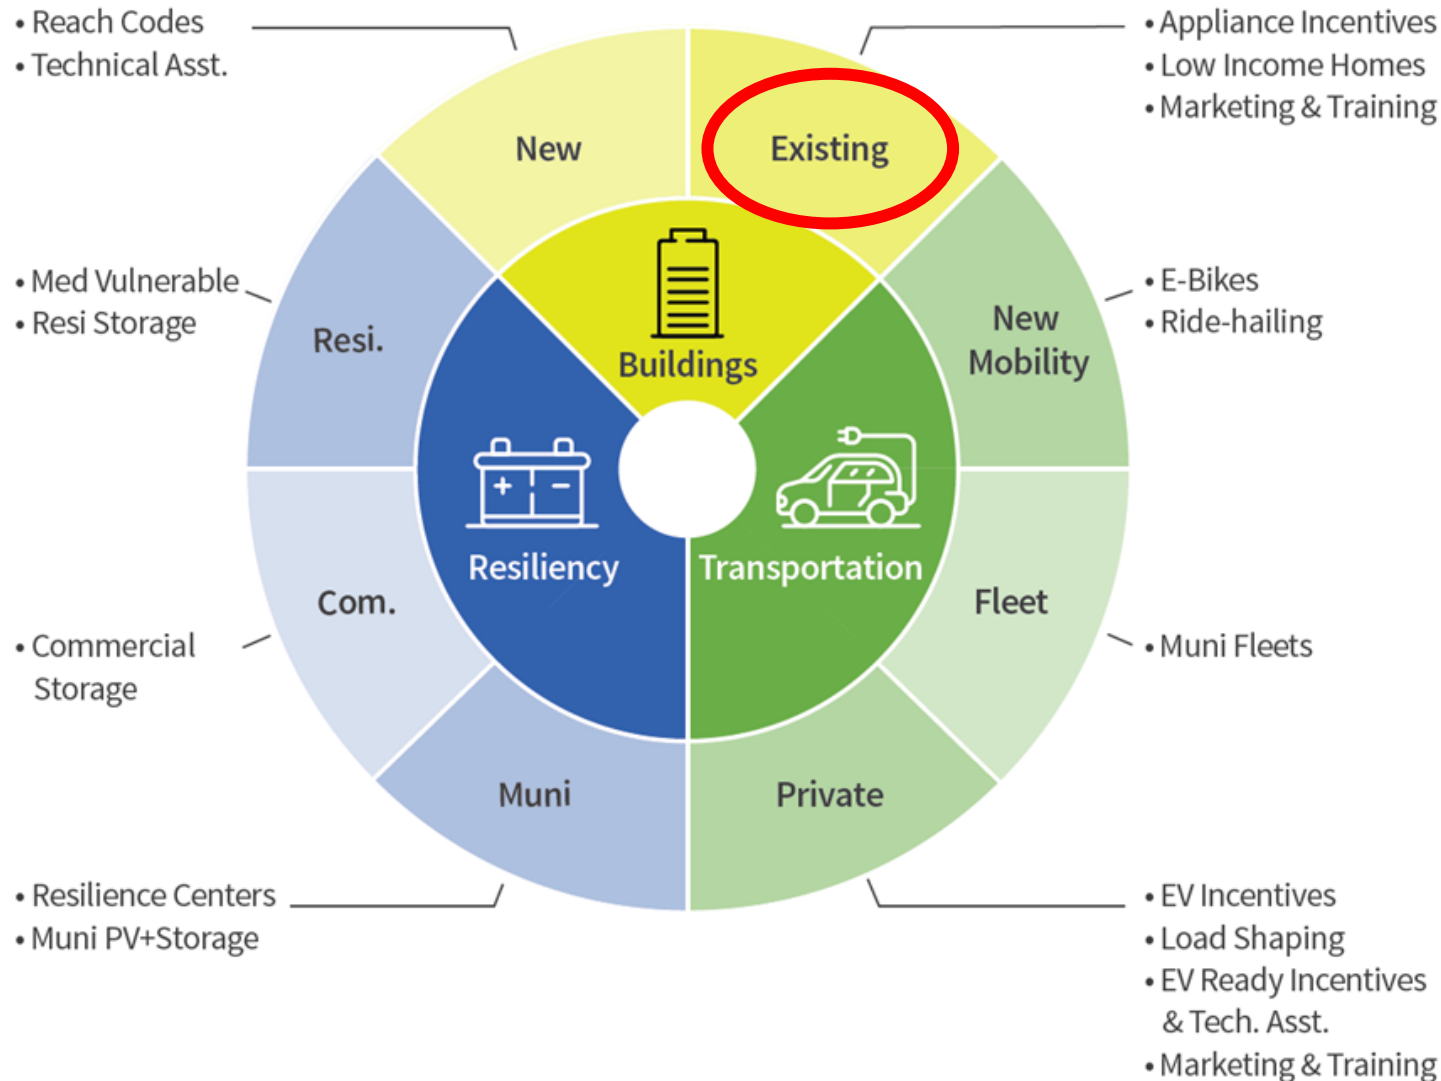 • Reach Codes
• Technical Asst.
• Appliance Incentives
• Low Income Homes
• Marketing & Training
New
Existing
• Med Vulnerable
• Resi Storage
Resi.
Buildings
New
Mobility
• E-Bikes
• Ride-hailing
+ −
Resiliency
Transportation
Com.
Fleet
• Commercial
Storage
• Muni Fleets
Muni
Private
• Resilience Centers
• Muni PV+Storage
• EV Incentives
• Load Shaping
• EV Ready Incentives
& Tech. Asst.
• Marketing & Training